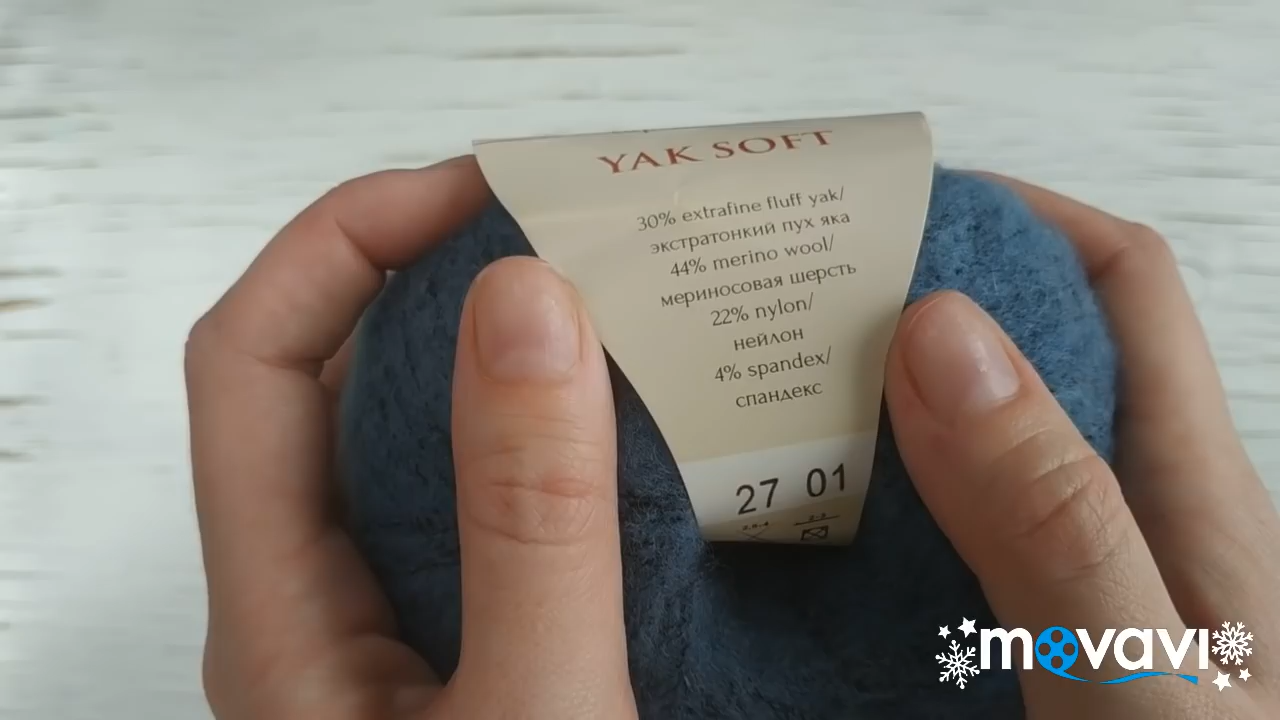 YAK SOFT
30% extrafine fluff yak/
экстратонкий пух яка
44% merino wool/
мериносовая шерсть
22% nylon/
нейлон
4% spandex/
спандекс
27 01
movavi